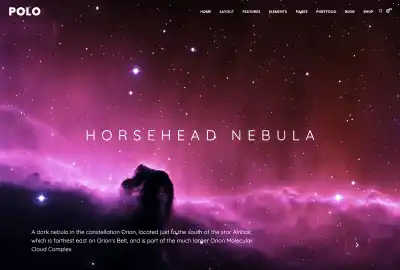 POLO
HOME LAYOUT FEATURES ELEMENTS PAGES PORTFOLIO BLOG SHOP
HORSEHEAD NEBULA
A dark nebula in the constellation Orion, located just to the south of the star Alnitak,
which is farthest east on Orion's Belt, and is part of the much larger Orion Molecular
Cloud Complex.